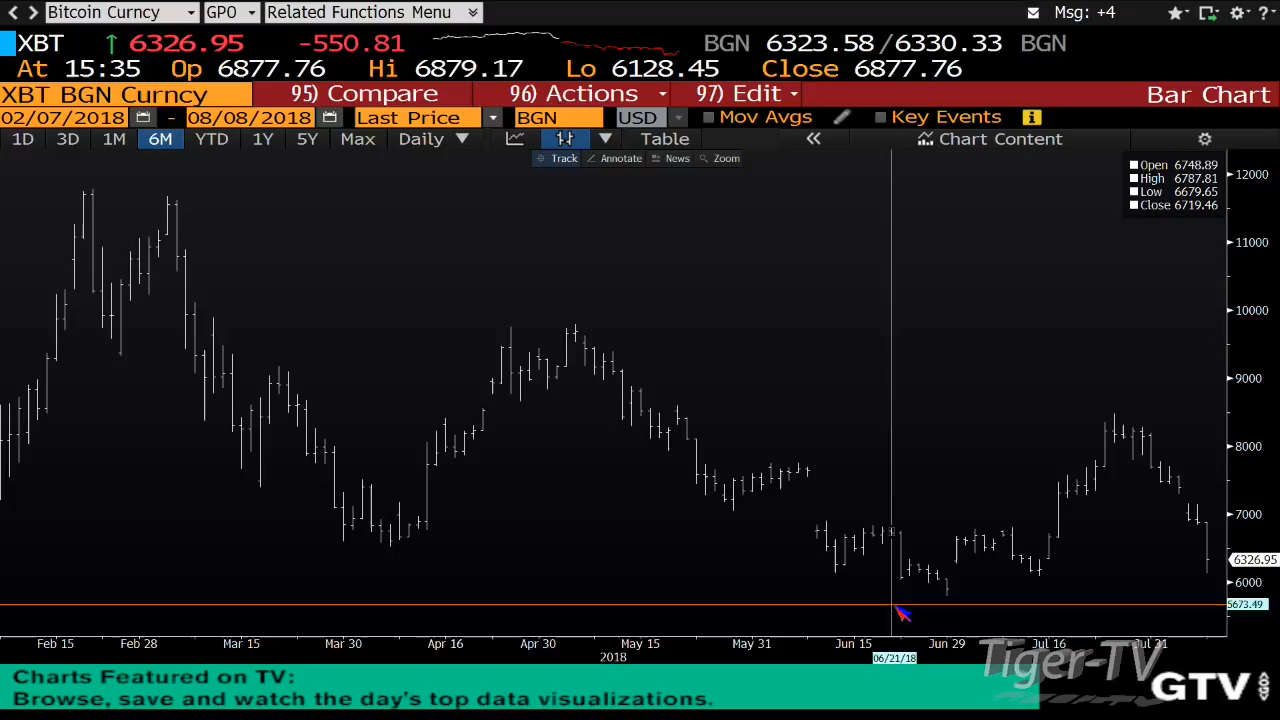 Bitcoin Curncy GPO Related Functions Menu Msg: +4
XBT ↑ 6326.95 -550.81 BGN 6323.58/6330.33 BGN
At 15:35 Op 6877.76 Hi 6879.17 Lo 6128.45 Close 6877.76
XBT BGN Curncy 95) Compare 96) Actions 97) Edit Bar Chart
02/07/2018 - 08/08/2018 Last Price BGN USD Mov Avgs Key Events
1D 3D 1M 6M YTD 1Y 5Y Max Daily Table « Chart Content
Track Annotate News Zoom
Open 6748.89
High 6787.81
Low 6679.65
Close 6719.46
12000
11000
10000
9000
8000
7000
6326.95
6000
5673.49
Feb 15 Feb 28 Mar 15 Mar 30 Apr 16 Apr 30 May 15 May 31 Jun 15 Jun 29 Jul 16 Jul 31
2018 06/21/18
Tiger-TV
GTV
Charts Featured on TV:
Browse, save and watch the day's top data visualizations.